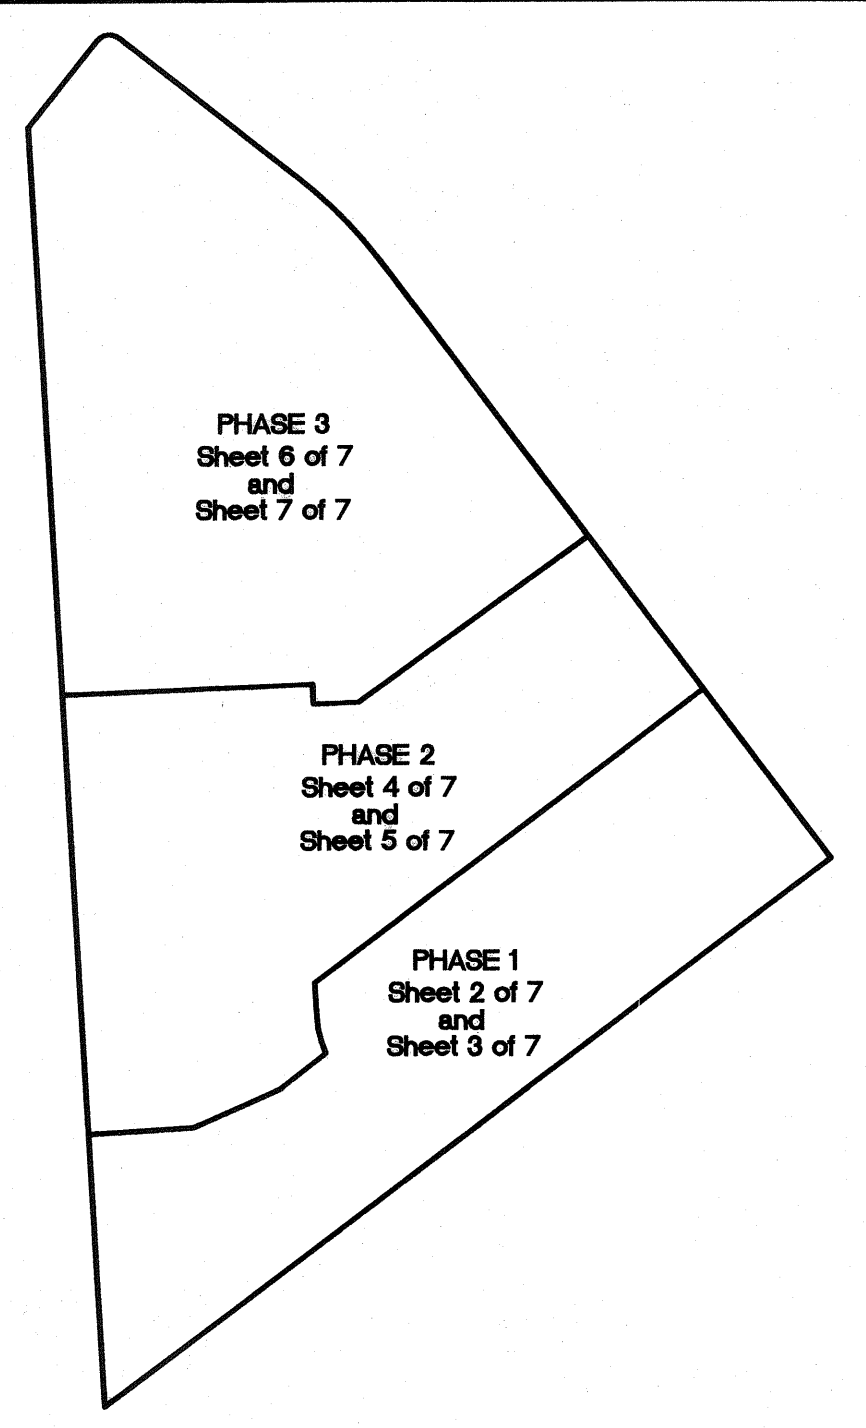 PHASE 3
Sheet 6 of 7
and
Sheet 7 of 7
PHASE 2
Sheet 4 of 7
and
Sheet 5 of 7
PHASE 1
Sheet 2 of 7
and
Sheet 3 of 7